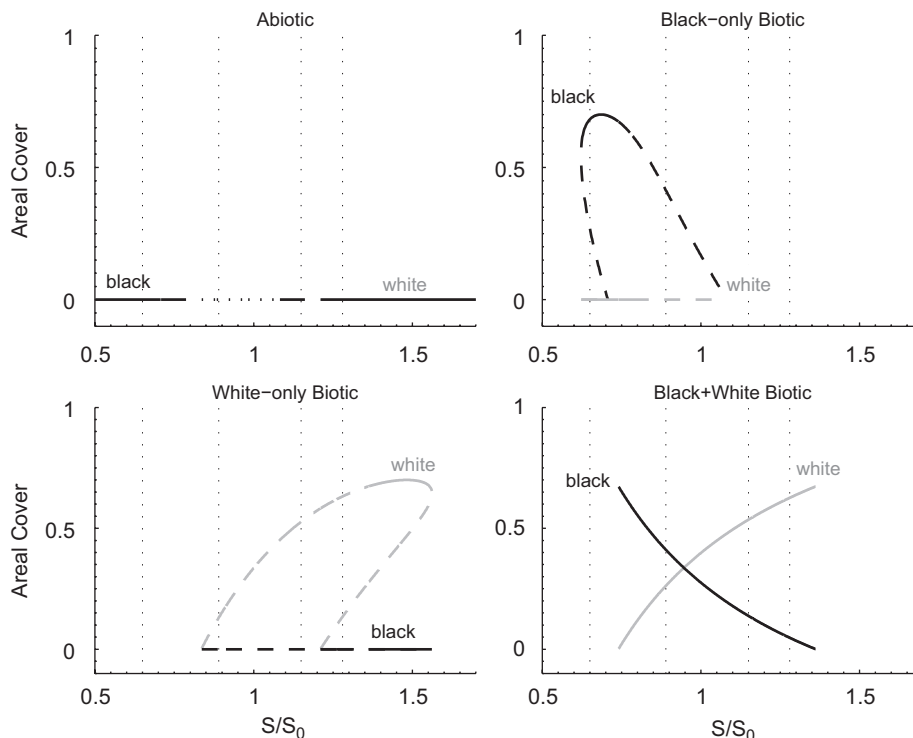 Abiotic
1
0.5
0
Areal Cover
black
white
0.5
1
1.5
Black−only Biotic
1
0.5
0
black
white
0.5
1
1.5
White−only Biotic
1
0.5
0
Areal Cover
white
black
0.5
1
1.5
S/S0
Black+White Biotic
1
0.5
0
black
white
0.5
1
1.5
S/S0